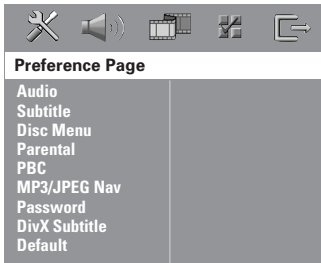 Preference Page
Audio
Subtitle
Disc Menu
Parental
PBC
MP3/JPEG Nav
Password
DivX Subtitle
Default